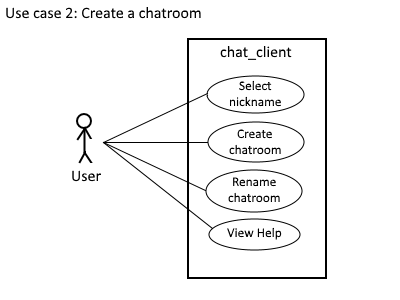 Use case 2: Create a chatroom
chat_client
Select
nickname
Create
chatroom
User
Rename
chatroom
View Help